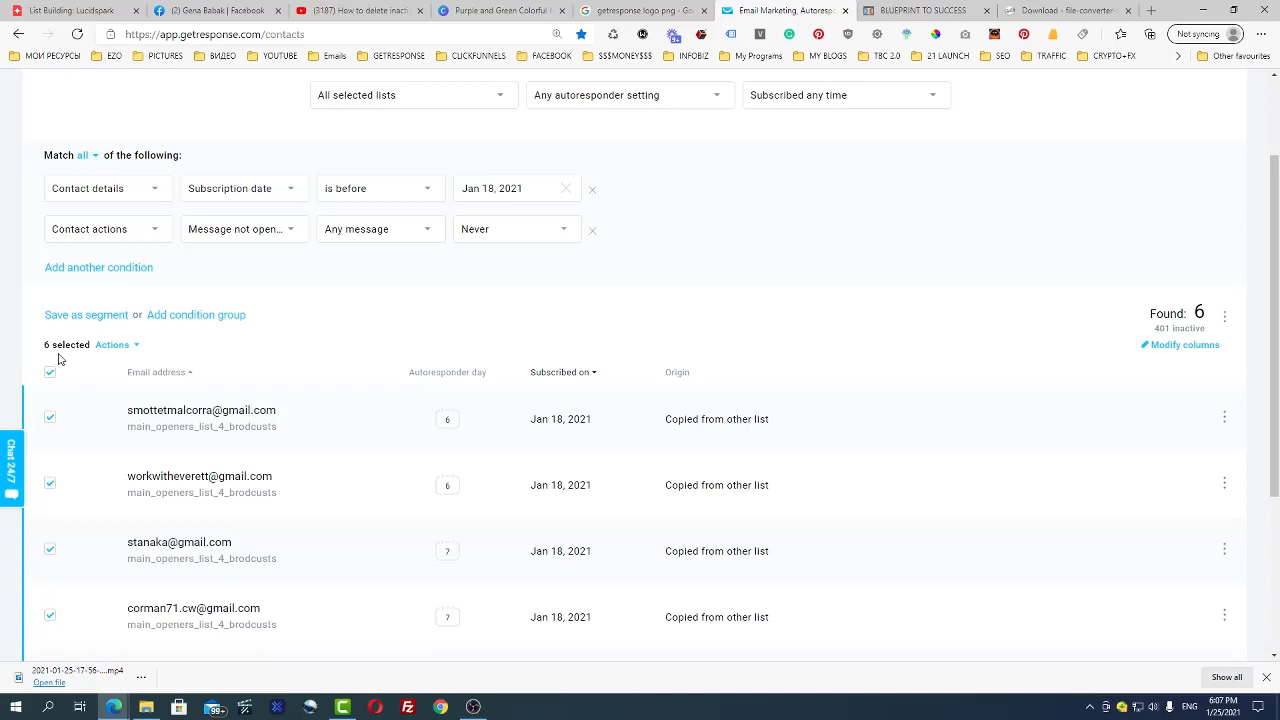 List Building-Lucrdist
(2) Gena Babak | Facebook
(3187) How to delete inacti
Purple and Green Colorful I
getresponse logo png - Go
Email Marketing, Autorespo
BLUEPRINT TO SUCCESS
Download - file-converter-
https://app.getresponse.com/contacts
Not syncing
МОИ РЕСУРСЫ
EZO
PICTURES
ВИДЕО
YOUTUBE
Emails
GETRESPONSE
CLICKFUNNELS
FACEBOOK
$$$MONEY$$$
INFOBIZ
My Programs
MY BLOGS
TBC 2.0
21 LAUNCH
SEO
TRAFFIC
CRYPTO+FX
Other favourites
All selected lists
Any autoresponder setting
Subscribed any time
Match all of the following:
Contact details
Subscription date
is before
Jan 18, 2021
Contact actions
Message not open...
Any message
Never
Add another condition
Save as segment or Add condition group
Found: 6
401 inactive
6 selected Actions
Modify columns
Email address
Autoresponder day
Subscribed on
Origin
smottetmalcorra@gmail.com
main_openers_list_4_brodcusts
6
Jan 18, 2021
Copied from other list
Chat 24/7
workwitheverett@gmail.com
main_openers_list_4_brodcusts
6
Jan 18, 2021
Copied from other list
stanaka@gmail.com
main_openers_list_4_brodcusts
7
Jan 18, 2021
Copied from other list
corman71.cw@gmail.com
main_openers_list_4_brodcusts
7
Jan 18, 2021
Copied from other list
2021-01-25-17-56-....mp4
Open file
Show all
99+
ENG
6:07 PM
1/25/2021